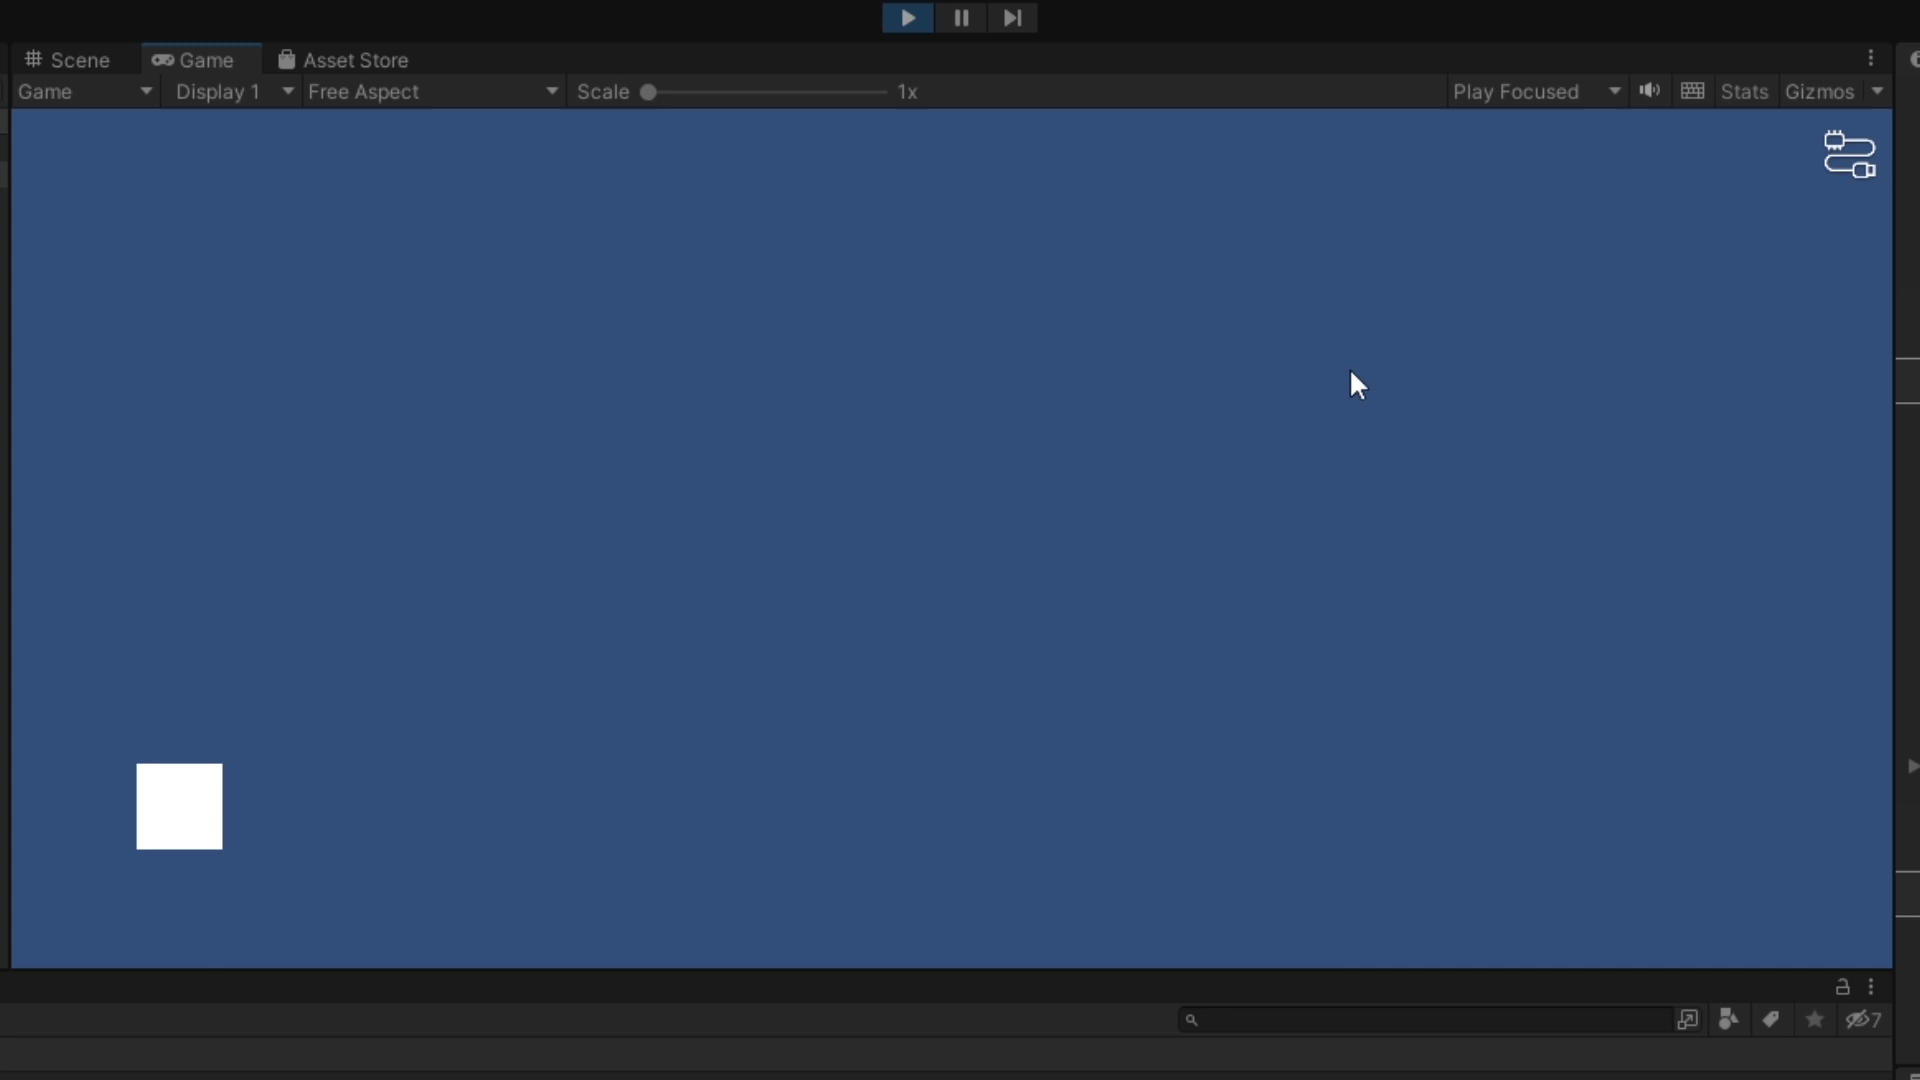 Scene Game Asset Store
Game Display 1 Free Aspect Scale 1x Play Focused Stats Gizmos
7